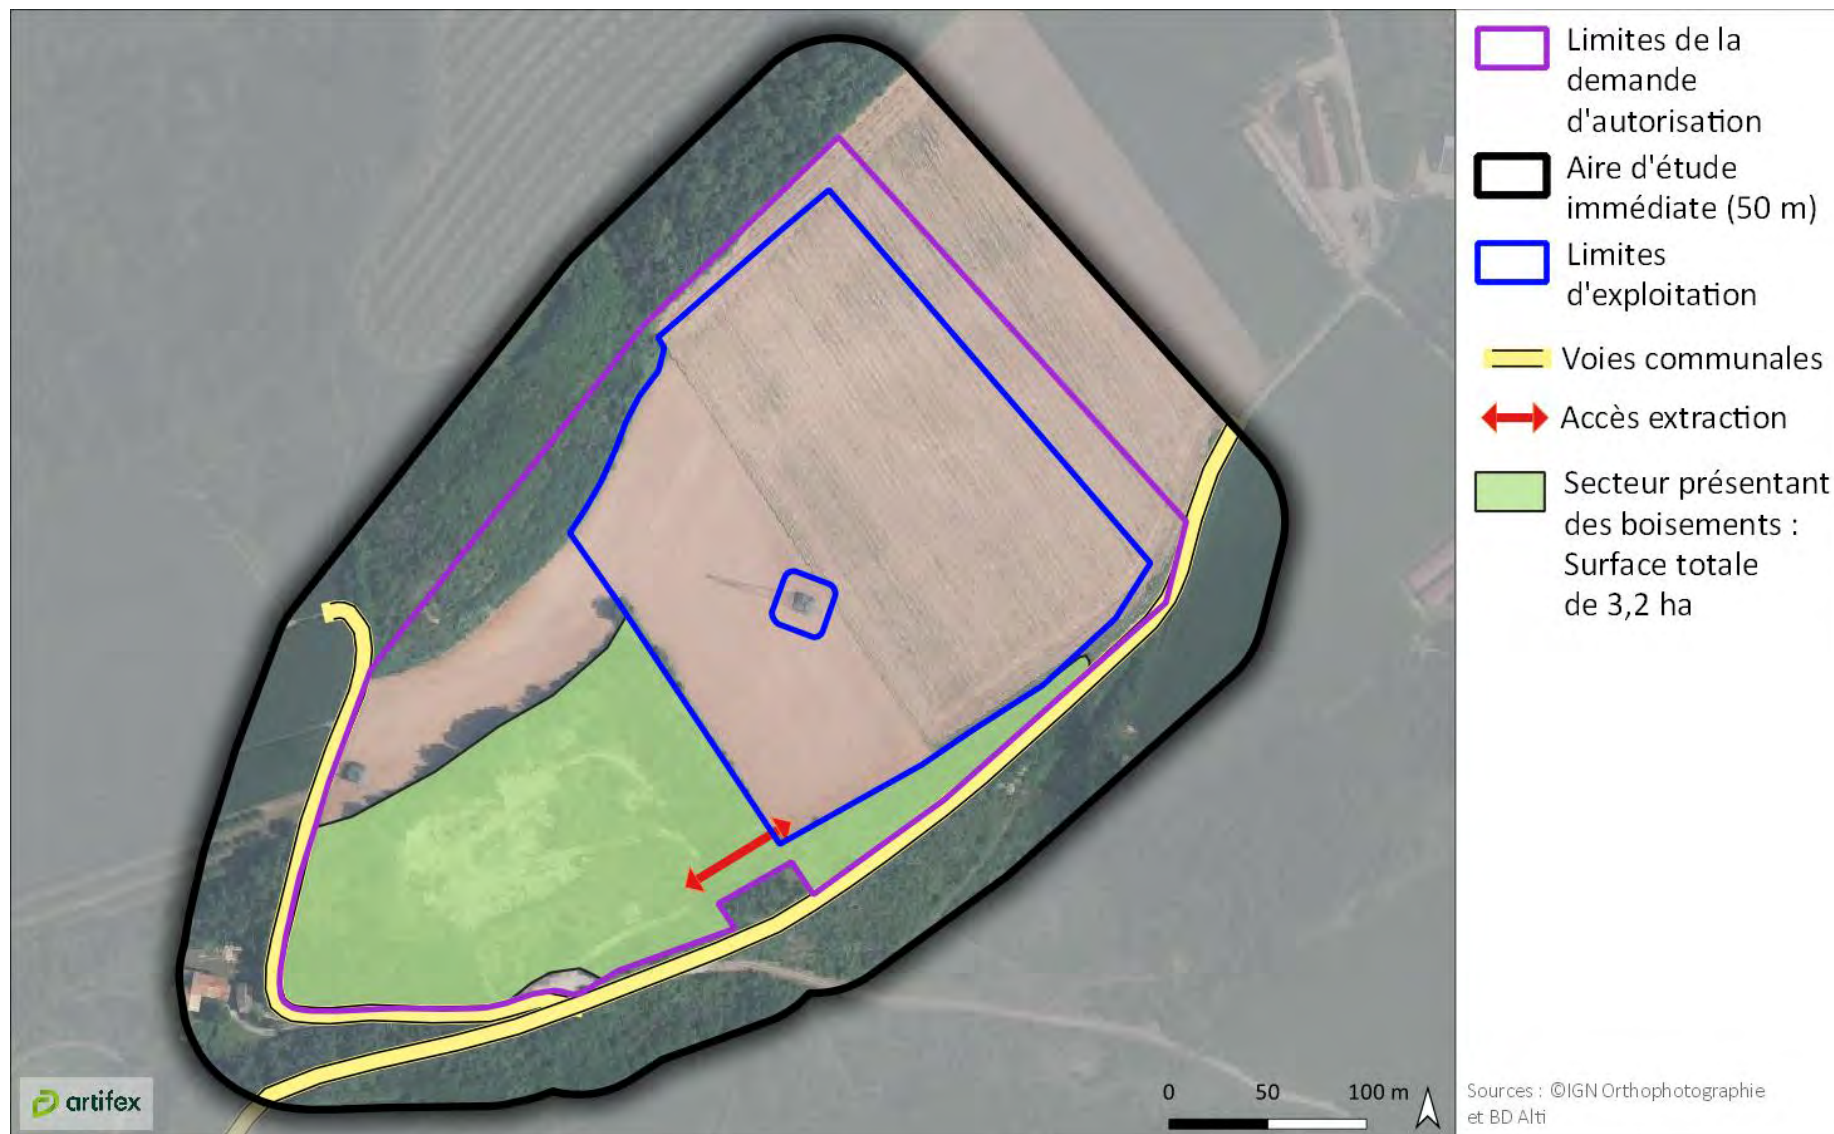 Limites de la
demande
d'autorisation
Aire d'étude
immédiate (50 m)
Limites
d'exploitation
Voies communales
Accès extraction
Secteur présentant
des boisements :
Surface totale
de 3,2 ha
artifex
0 50 100 m
Sources : ©IGN Orthophotographie
et BD Alti